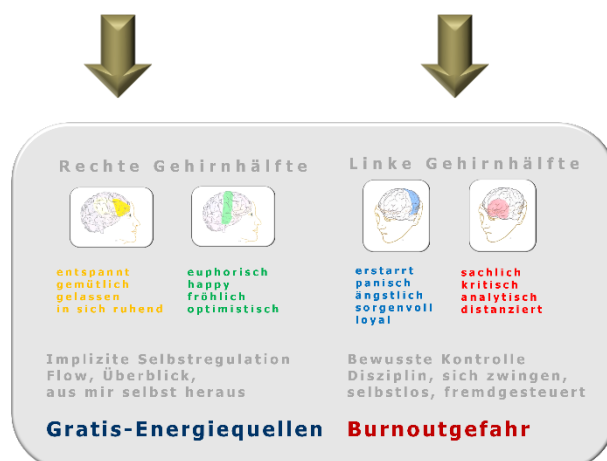 Rechte Gehirnhälfte
entspannt
gemütlich
gelassen
in sich ruhend
euphorisch
happy
fröhlich
optimistisch
Implizite Selbstregulation
Flow, Überblick,
aus mir selbst heraus
Gratis-Energiequellen
Linke Gehirnhälfte
erstarrt
panisch
ängstlich
sorgenvoll
loyal
sachlich
kritisch
analytisch
distanziert
Bewusste Kontrolle
Disziplin, sich zwingen,
selbstlos, fremdgesteuert
Burnoutgefahr